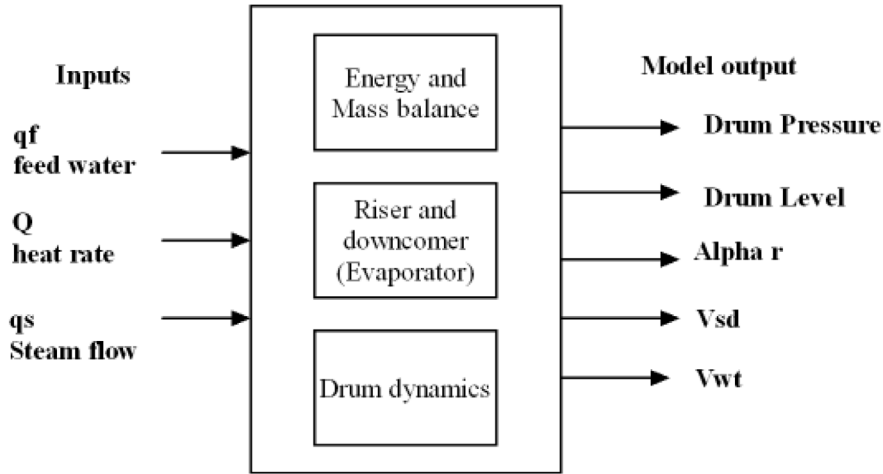 Inputs
qf
feed water
Q
heat rate
qs
Steam flow
Energy and
Mass balance
Riser and
downcomer
(Evaporator)
Drum dynamics
Model output
Drum Pressure
Drum Level
Alpha r
Vsd
Vwt